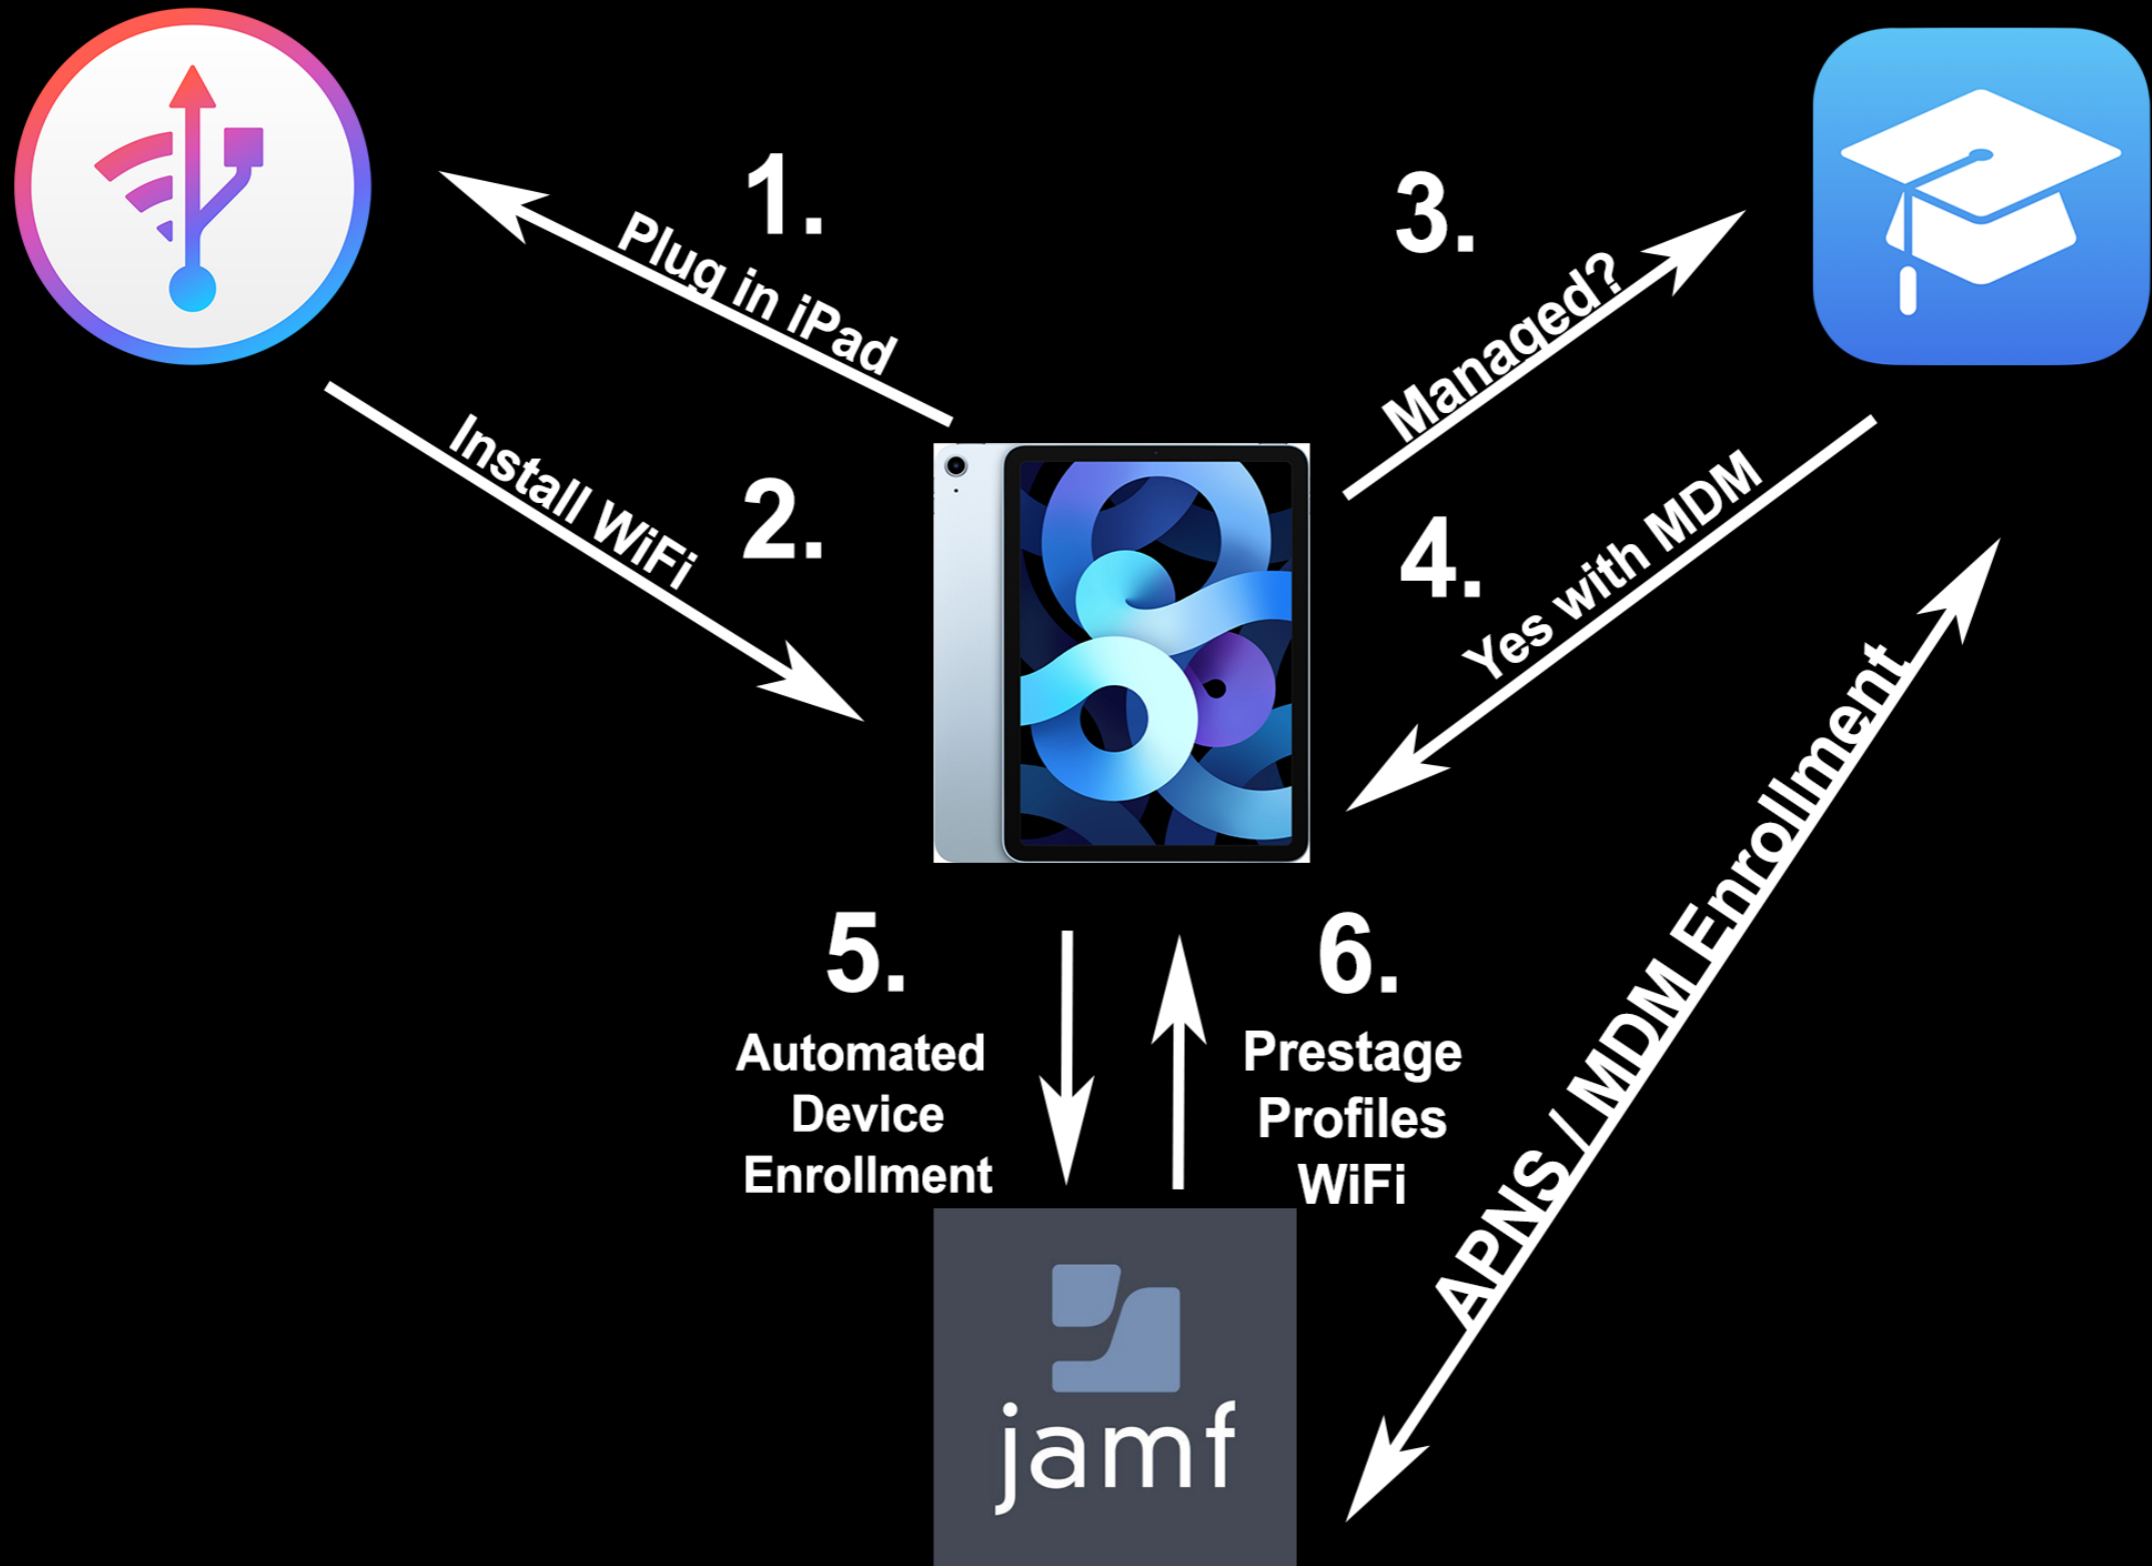 1.
Plug in iPad
2.
Install WiFi
3.
Managed?
4.
Yes with MDM
5.
Automated
Device
Enrollment
6.
Prestage
Profiles
WiFi
APNS / MDM Enrollment
jamf